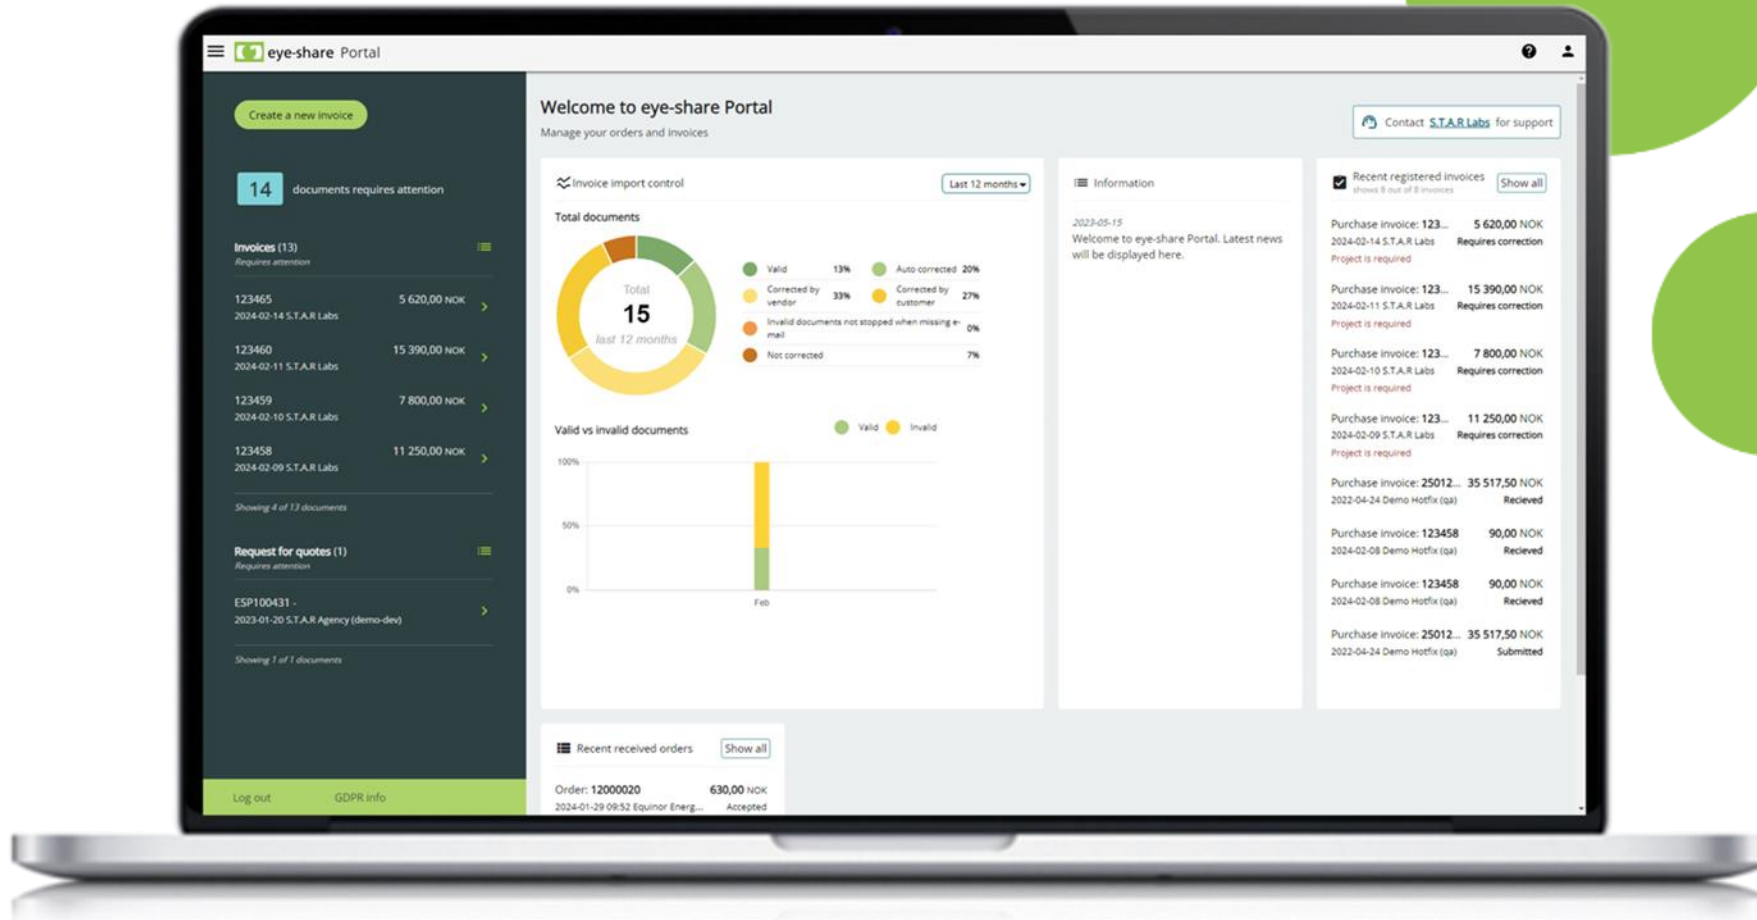 eye-share Portal
Create a new invoice
14 documents requires attention
Invoices (13)
Requires attention
123465 5 620,00 NOK
2024-02-14 S.T.A.R Labs
123460 15 390,00 NOK
2024-02-11 S.T.A.R Labs
123459 7 800,00 NOK
2024-02-10 S.T.A.R Labs
123458 11 250,00 NOK
2024-02-09 S.T.A.R Labs
Showing 4 of 13 documents
Request for quotes (1)
Requires attention
ESP100431 -
2023-01-20 S.T.A.R Agency (demo-dev)
Showing 1 of 1 documents
Log out GDPR info
Welcome to eye-share Portal
Manage your orders and invoices
Contact S.T.A.R Labs for support
Invoice import control Last 12 months
Total documents
Total
15
last 12 months
Valid 13% Auto corrected 20%
Corrected by
vendor 33%
Corrected by
customer 27%
Invalid documents not stopped when missing e-
mail 0%
Not corrected 7%
Valid vs invalid documents Valid Invalid
100%
50%
0%
Feb
Information
2023-05-15
Welcome to eye-share Portal. Latest news
will be displayed here.
Recent registered invoices Show all
shows 8 out of 8 invoices
Purchase invoice: 123... 5 620,00 NOK
2024-02-14 S.T.A.R Labs Requires correction
Project is required
Purchase invoice: 123... 15 390,00 NOK
2024-02-11 S.T.A.R Labs Requires correction
Project is required
Purchase invoice: 123... 7 800,00 NOK
2024-02-10 S.T.A.R Labs Requires correction
Project is required
Purchase invoice: 123... 11 250,00 NOK
2024-02-09 S.T.A.R Labs Requires correction
Project is required
Purchase invoice: 25012... 35 517,50 NOK
2022-04-24 Demo Hotfix (qa) Recieved
Purchase invoice: 123458 90,00 NOK
2024-02-08 Demo Hotfix (qa) Recieved
Purchase invoice: 123458 90,00 NOK
2024-02-08 Demo Hotfix (qa) Recieved
Purchase invoice: 25012... 35 517,50 NOK
2022-04-24 Demo Hotfix (qa) Submitted
Recent received orders Show all
Order: 12000020 630,00 NOK
2024-01-29 09:52 Equinor Energ... Accepted